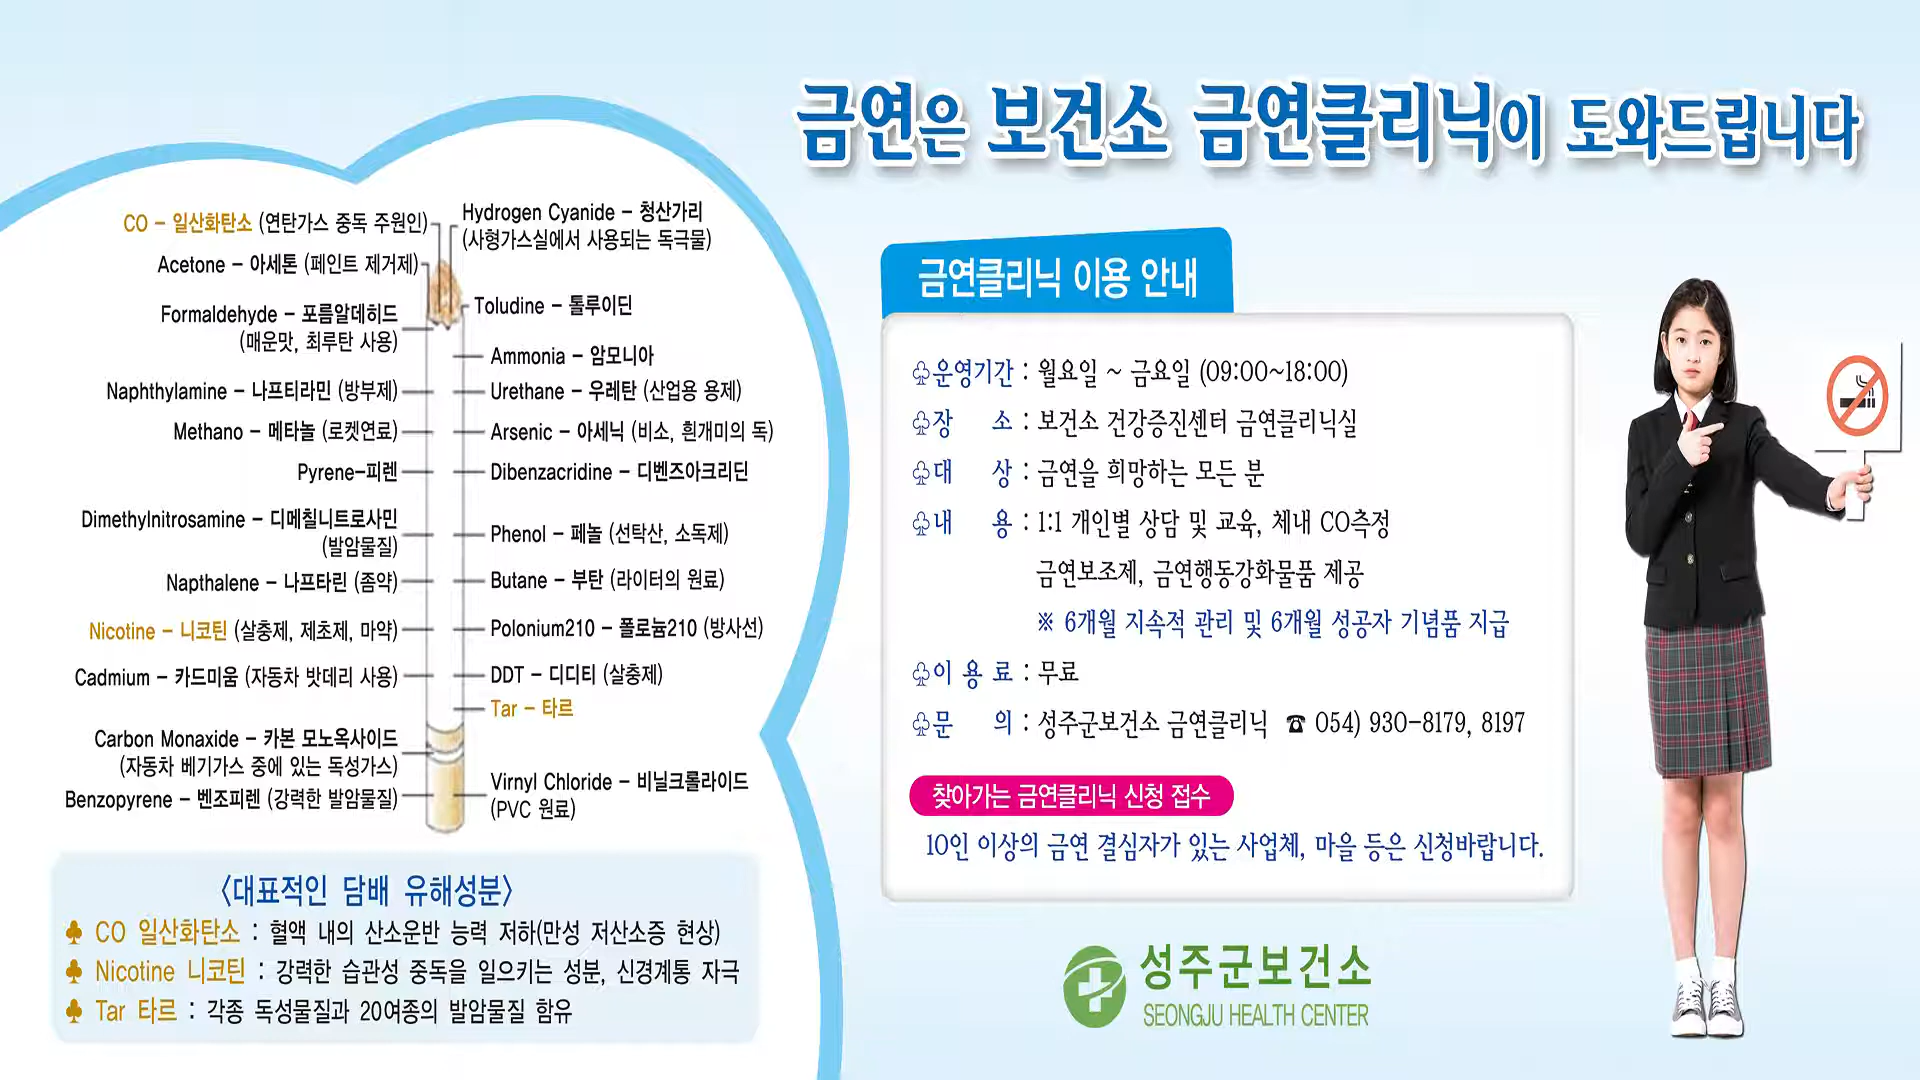 금연은 보건소 금연클리닉이 도와드립니다
CO - 일산화탄소 (연탄가스 중독 주원인)
Acetone - 아세톤 (페인트 제거제)
Formaldehyde - 포름알데히드
(매운맛, 최루탄 사용)
Naphthylamine - 나프티라민 (방부제)
Methano - 메타놀 (로켓연료)
Pyrene-피렌
Dimethylnitrosamine - 디메칠니트로사민
(발암물질)
Napthalene - 나프타린 (좀약)
Nicotine - 니코틴 (살충제, 제초제, 마약)
Cadmium - 카드미움 (자동차 밧데리 사용)
Carbon Monaxide - 카본 모노옥사이드
(자동차 베기가스 중에 있는 독성가스)
Benzopyrene - 벤조피렌 (강력한 발암물질)
Hydrogen Cyanide - 청산가리
(사형가스실에서 사용되는 독극물)
Toludine - 톨루이딘
Ammonia - 암모니아
Urethane - 우레탄 (산업용 용제)
Arsenic - 아세닉 (비소, 흰개미의 독)
Dibenzacridine - 디벤즈아크리딘
Phenol - 페놀 (선탁산, 소독제)
Butane - 부탄 (라이터의 원료)
Polonium210 - 폴로늄210 (방사선)
DDT - 디디티 (살충제)
Tar - 타르
Virnyl Chloride - 비닐크롤라이드
(PVC 원료)
<대표적인 담배 유해성분>
♣ CO 일산화탄소 : 혈액 내의 산소운반 능력 저하(만성 저산소증 현상)
♣ Nicotine 니코틴 : 강력한 습관성 중독을 일으키는 성분, 신경계통 자극
♣ Tar 타르 : 각종 독성물질과 20여종의 발암물질 함유
금연클리닉 이용 안내
♧운영기간 : 월요일 ~ 금요일 (09:00~18:00)
♧장 소 : 보건소 건강증진센터 금연클리닉실
♧대 상 : 금연을 희망하는 모든 분
♧내 용 : 1:1 개인별 상담 및 교육, 체내 CO측정
금연보조제, 금연행동강화물품 제공
※ 6개월 지속적 관리 및 6개월 성공자 기념품 지급
♧이 용 료 : 무료
♧문 의 : 성주군보건소 금연클리닉 ☎ 054) 930-8179, 8197
찾아가는 금연클리닉 신청 접수
10인 이상의 금연 결심자가 있는 사업체, 마을 등은 신청바랍니다.
성주군보건소
SEONGJU HEALTH CENTER